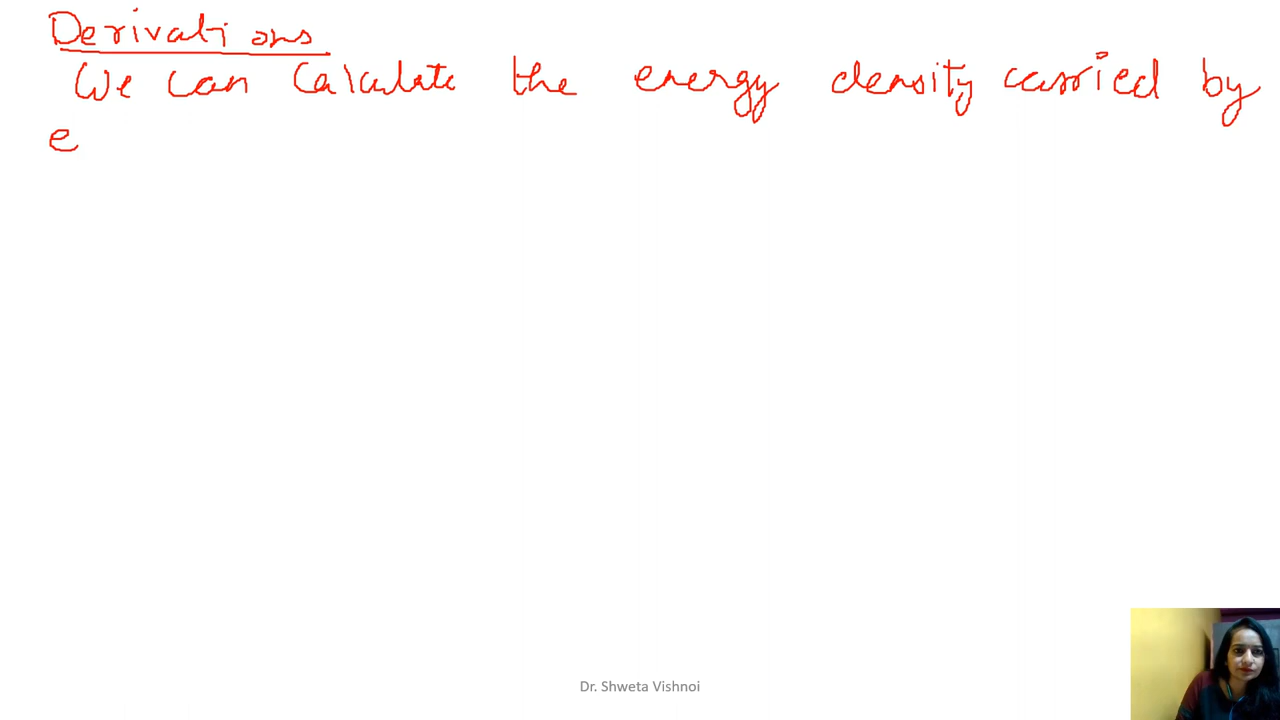 Derivations
We can Calculate the energy density carried by
e
Dr. Shweta Vishnoi